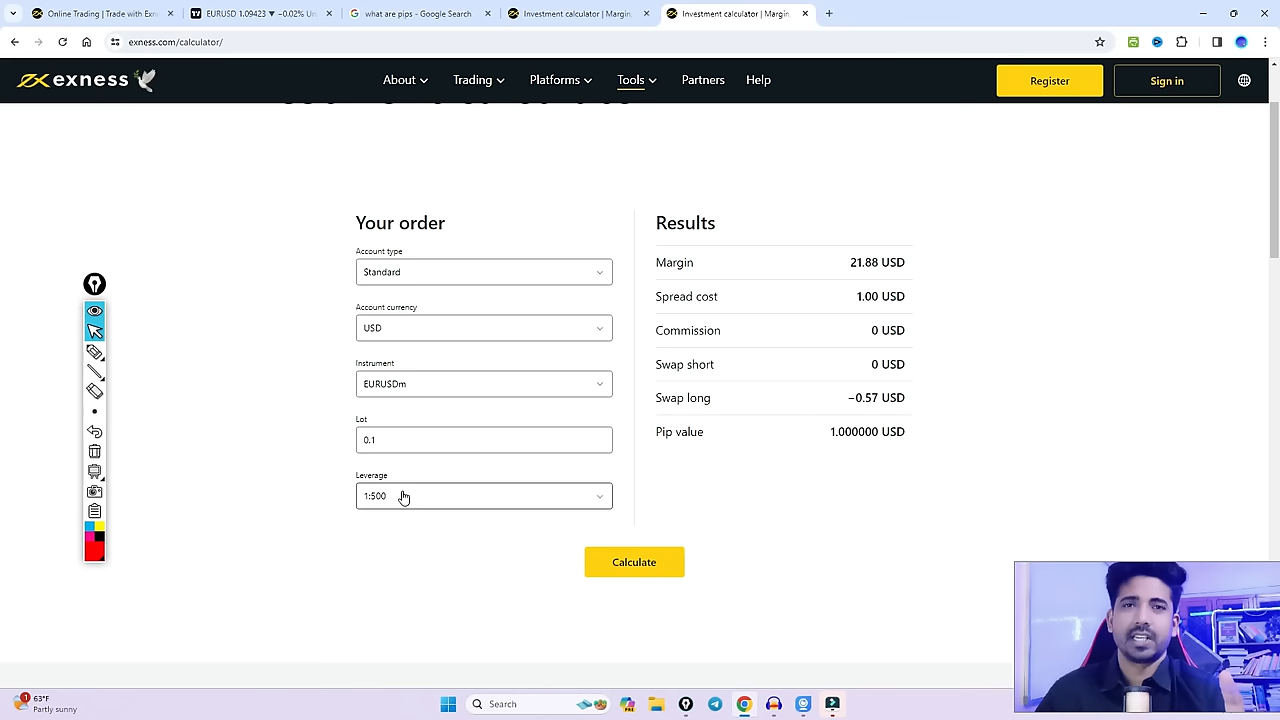 Online Trading | Trade with Exn
EURUSD 1.09423 ▼ −0.02% Un
what are pips - Google Search
Investment calculator | Margin,
Investment calculator | Margin,
exness.com/calculator/
exness
About
Trading
Platforms
Tools
Partners
Help
Register
Sign in
Your order
Account type
Standard
Account currency
USD
Instrument
EURUSDm
Lot
0.1
Leverage
1:500
Results
Margin 21.88 USD
Spread cost 1.00 USD
Commission 0 USD
Swap short 0 USD
Swap long −0.57 USD
Pip value 1.000000 USD
Calculate
1
63°F
Partly sunny
Search